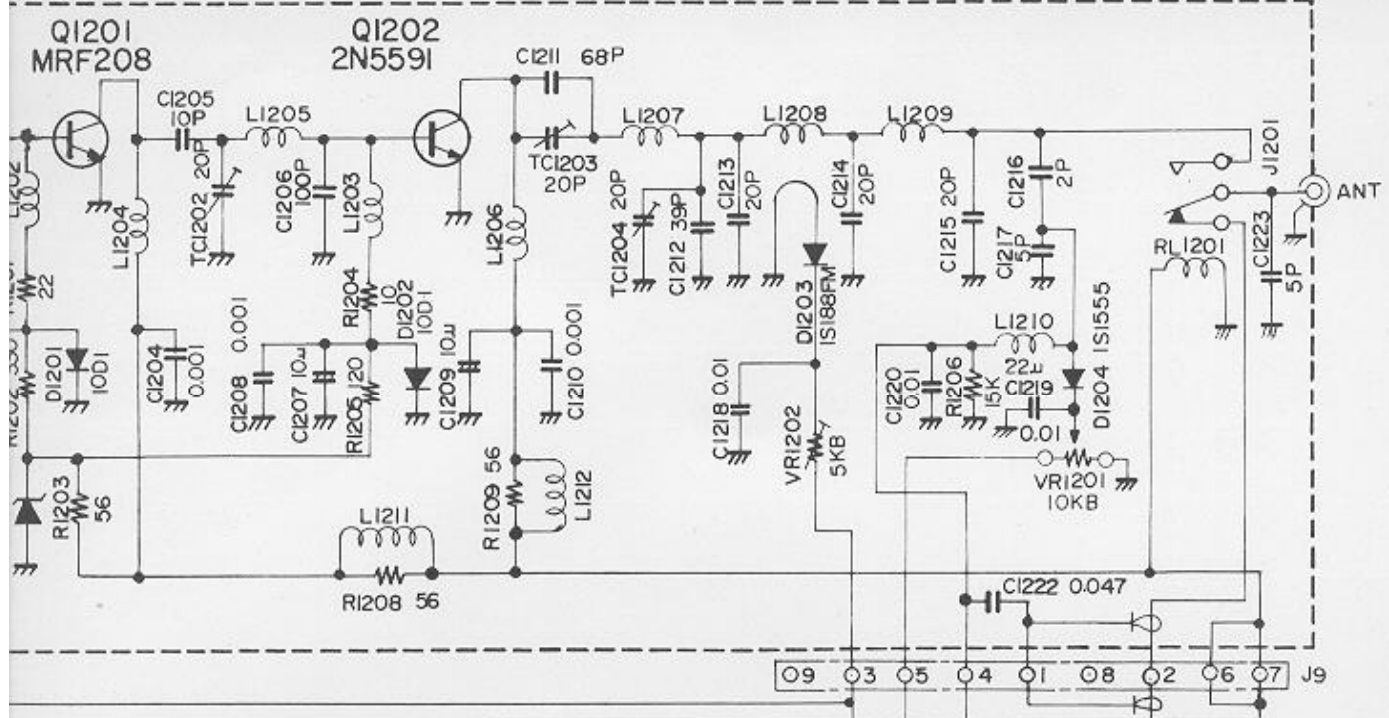 Q1201
MRF208
Q1202
2N5591
C1211 68P
C1205
10P
L1205
L1207
L1208
L1209
J1201
ANT
TC1203
20P
TC1202 20P
C1206
100P
L1203
L1202
L1204
L1206
TC1204 20P
C1212 39P
C1213
20P
C1214
20P
C1215 20P
C1216
2P
C1217
5P
RL1201
C1223
5P
22
R1204
10
D1202
10D1
D1203
1S188FM
L1210
22μ
D1204 1S1555
D1201
10D1
C1204
0.001
C1208 0.001
C1207 10μ
R1205 120
C1209 10μ
C1210 0.001
C1218 0.01
VR1202
5KB
C1220
0.01
R1206
15K
C1219
0.01
VR1201
10KB
R1202 330
R1203
56
R1209 56
L1212
L1211
R1208 56
C1222 0.047
9 3 5 4 1 8 2 6 7 J9